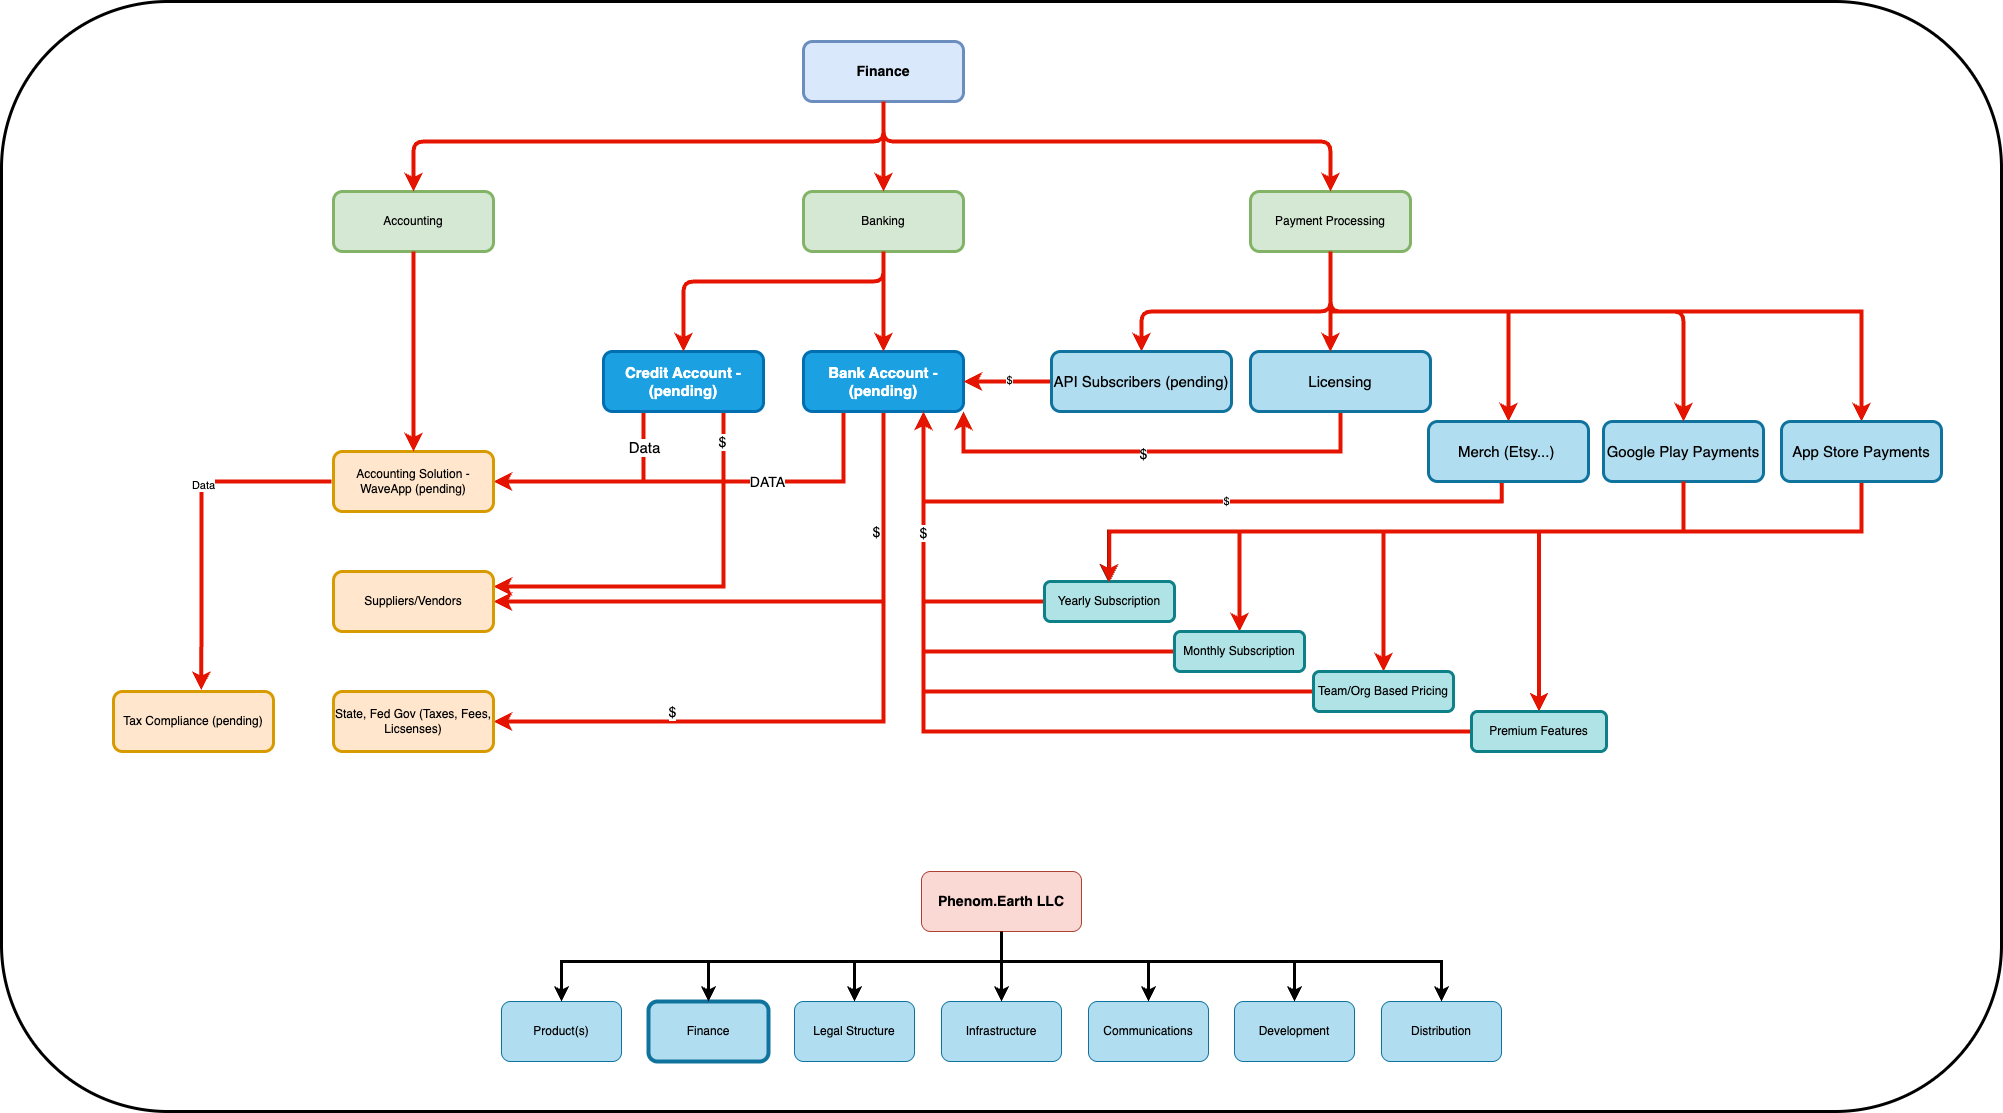 Finance
Accounting
Banking
Payment Processing
Credit Account -
(pending)
Bank Account -
(pending)
$
API Subscribers (pending)
Licensing
Data
$
$
Merch (Etsy...)
Google Play Payments
App Store Payments
Data
Accounting Solution -
WaveApp (pending)
DATA
$
$
$
Suppliers/Vendors
Yearly Subscription
Monthly Subscription
Team/Org Based Pricing
Tax Compliance (pending)
State, Fed Gov (Taxes, Fees,
Licsenses)
$
Premium Features
Phenom.Earth LLC
Product(s)
Finance
Legal Structure
Infrastructure
Communications
Development
Distribution